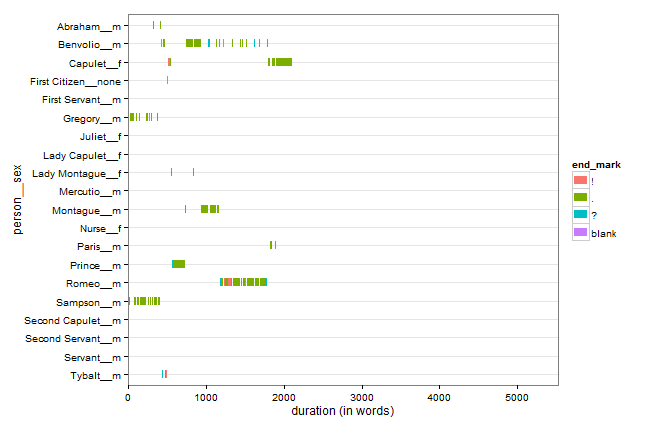 Abraham__m
Benvolio__m
Capulet__f
First Citizen__none
First Servant__m
Gregory__m
Juliet__f
Lady Capulet__f
Lady Montague__f
Mercutio__m
Montague__m
Nurse__f
Paris__m
Prince__m
Romeo__m
Sampson__m
Second Capulet__m
Second Servant__m
Servant__m
Tybalt__m
person__sex
0 1000 2000 3000 4000 5000
duration (in words)
end_mark
!
.
?
blank